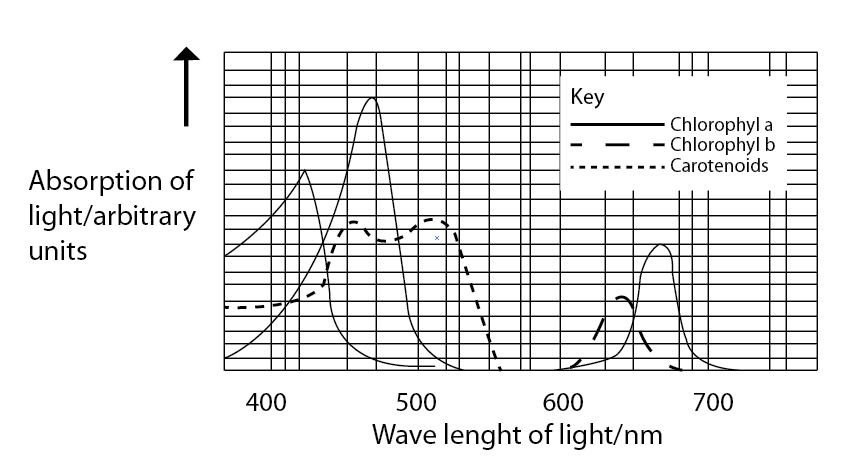 Key
Chlorophyl a
Chlorophyl b
Carotenoids
Absorption of
light/arbitrary
units
400 500 600 700
Wave lenght of light/nm